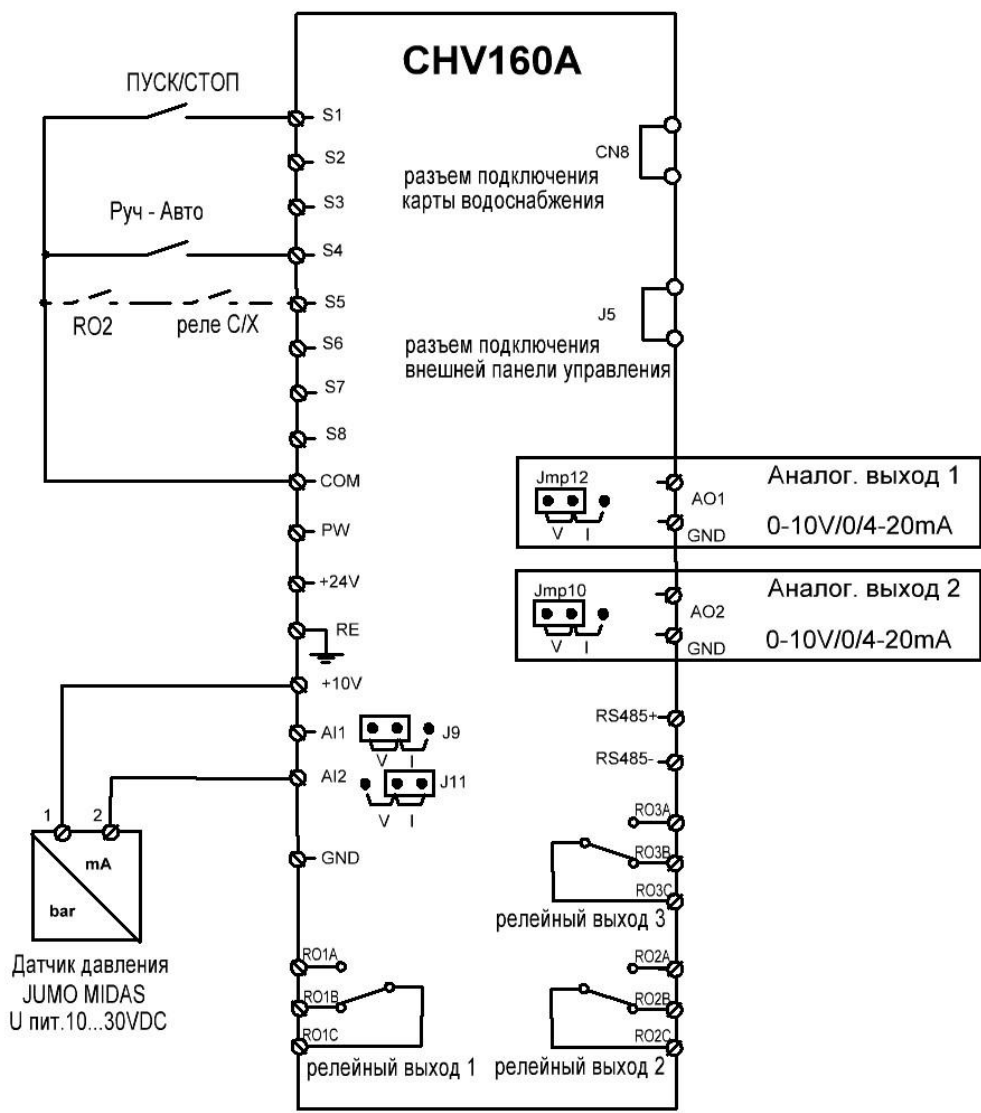 CHV160A
ПУСК/СТОП
S1
S2
S3
Руч - Авто
S4
S5
RO2
реле С/Х
S6
S7
S8
COM
PW
+24V
RE
+10V
AI1
J9
V I
AI2
J11
V I
GND
1 2
mA
bar
Датчик давления
JUMO MIDAS
U пит.10...30VDC
RO1A
RO1B
RO1C
релейный выход 1
CN8
разъем подключения
карты водоснабжения
J5
разъем подключения
внешней панели управления
Jmp12
V I
AO1
GND
Аналог. выход 1
0-10V/0/4-20mA
Jmp10
V I
AO2
GND
Аналог. выход 2
0-10V/0/4-20mA
RS485+
RS485-
RO3A
RO3B
RO3C
релейный выход 3
RO2A
RO2B
RO2C
релейный выход 2